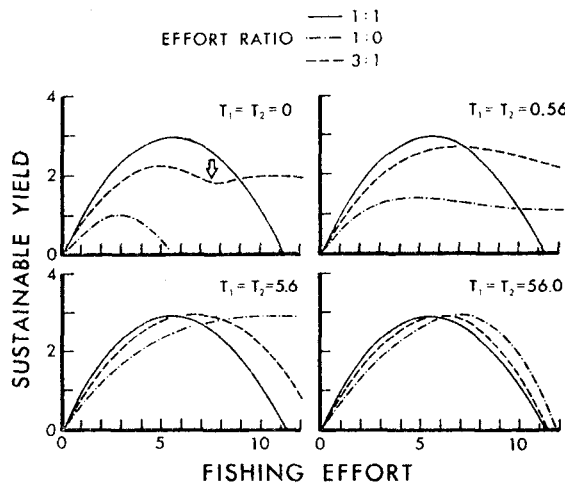 1:1
EFFORT RATIO 1:0
3:1
4
T₁ = T₂ = 0
T₁ = T₂ = 0.56
2
0
4
T₁ = T₂ = 5.6
T₁ = T₂ = 56.0
2
0
0 5 10 0 5 10
SUSTAINABLE YIELD
FISHING EFFORT